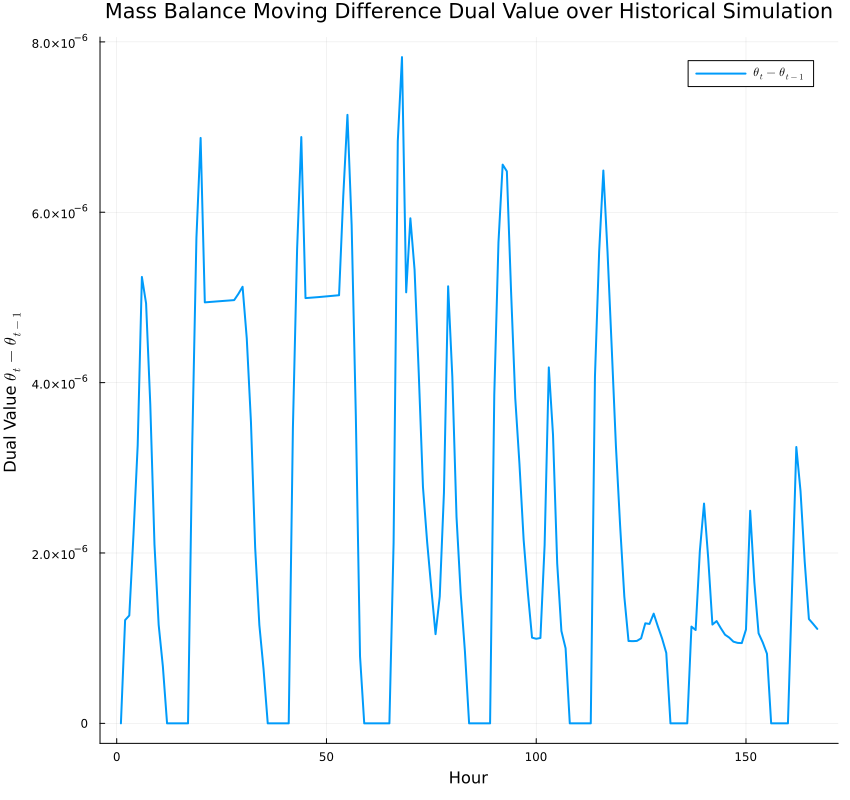 Mass Balance Moving Difference Dual Value over Historical Simulation
8.0×10⁻⁶
θₜ − θₜ₋₁
6.0×10⁻⁶
Dual Value θₜ − θₜ₋₁
4.0×10⁻⁶
2.0×10⁻⁶
0
0 50 100 150
Hour